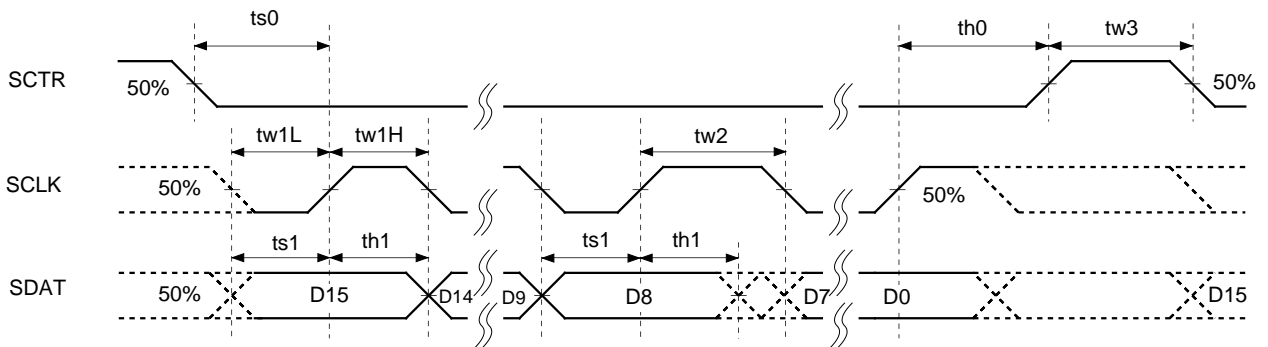 ts0
th0
tw3
SCTR
50%
50%
tw1L
tw1H
tw2
SCLK
50%
50%
ts1
th1
ts1
th1
SDAT
50%
D15
D14
D9
D8
D7
D0
D15